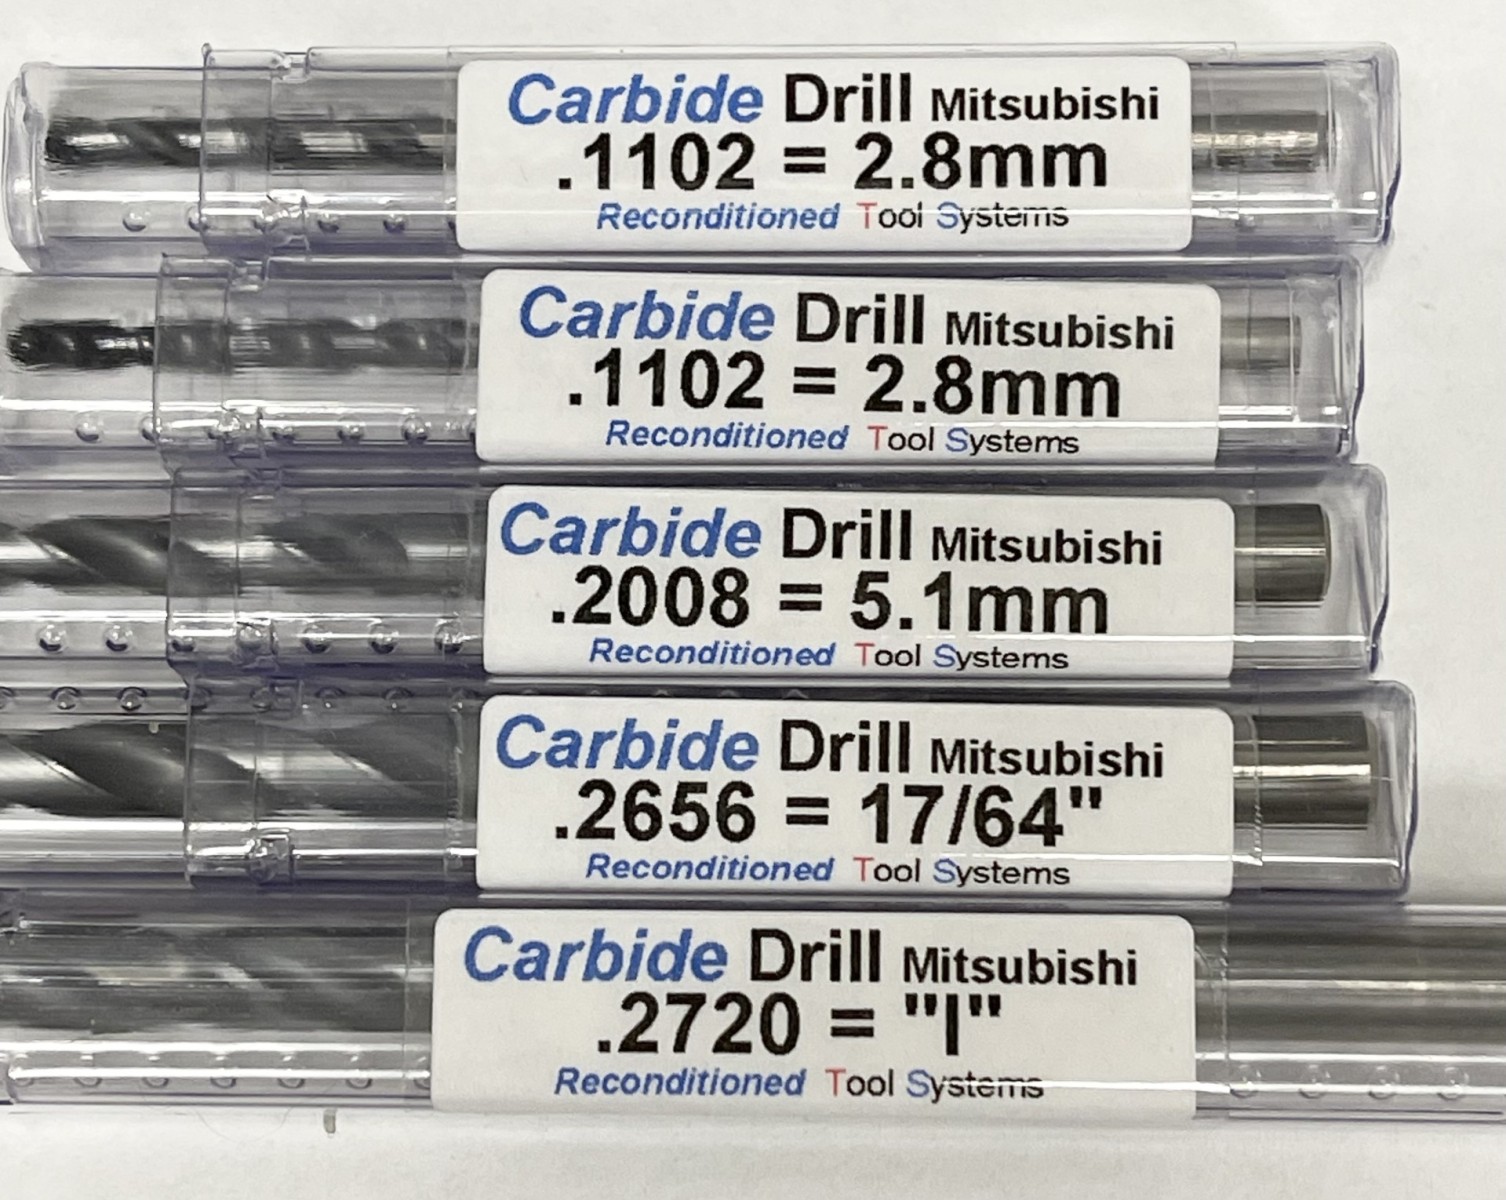 Carbide Drill Mitsubishi
.1102 = 2.8mm
Reconditioned Tool Systems
Carbide Drill Mitsubishi
.1102 = 2.8mm
Reconditioned Tool Systems
Carbide Drill Mitsubishi
.2008 = 5.1mm
Reconditioned Tool Systems
Carbide Drill Mitsubishi
.2656 = 17/64"
Reconditioned Tool Systems
Carbide Drill Mitsubishi
.2720 = "I"
Reconditioned Tool Systems